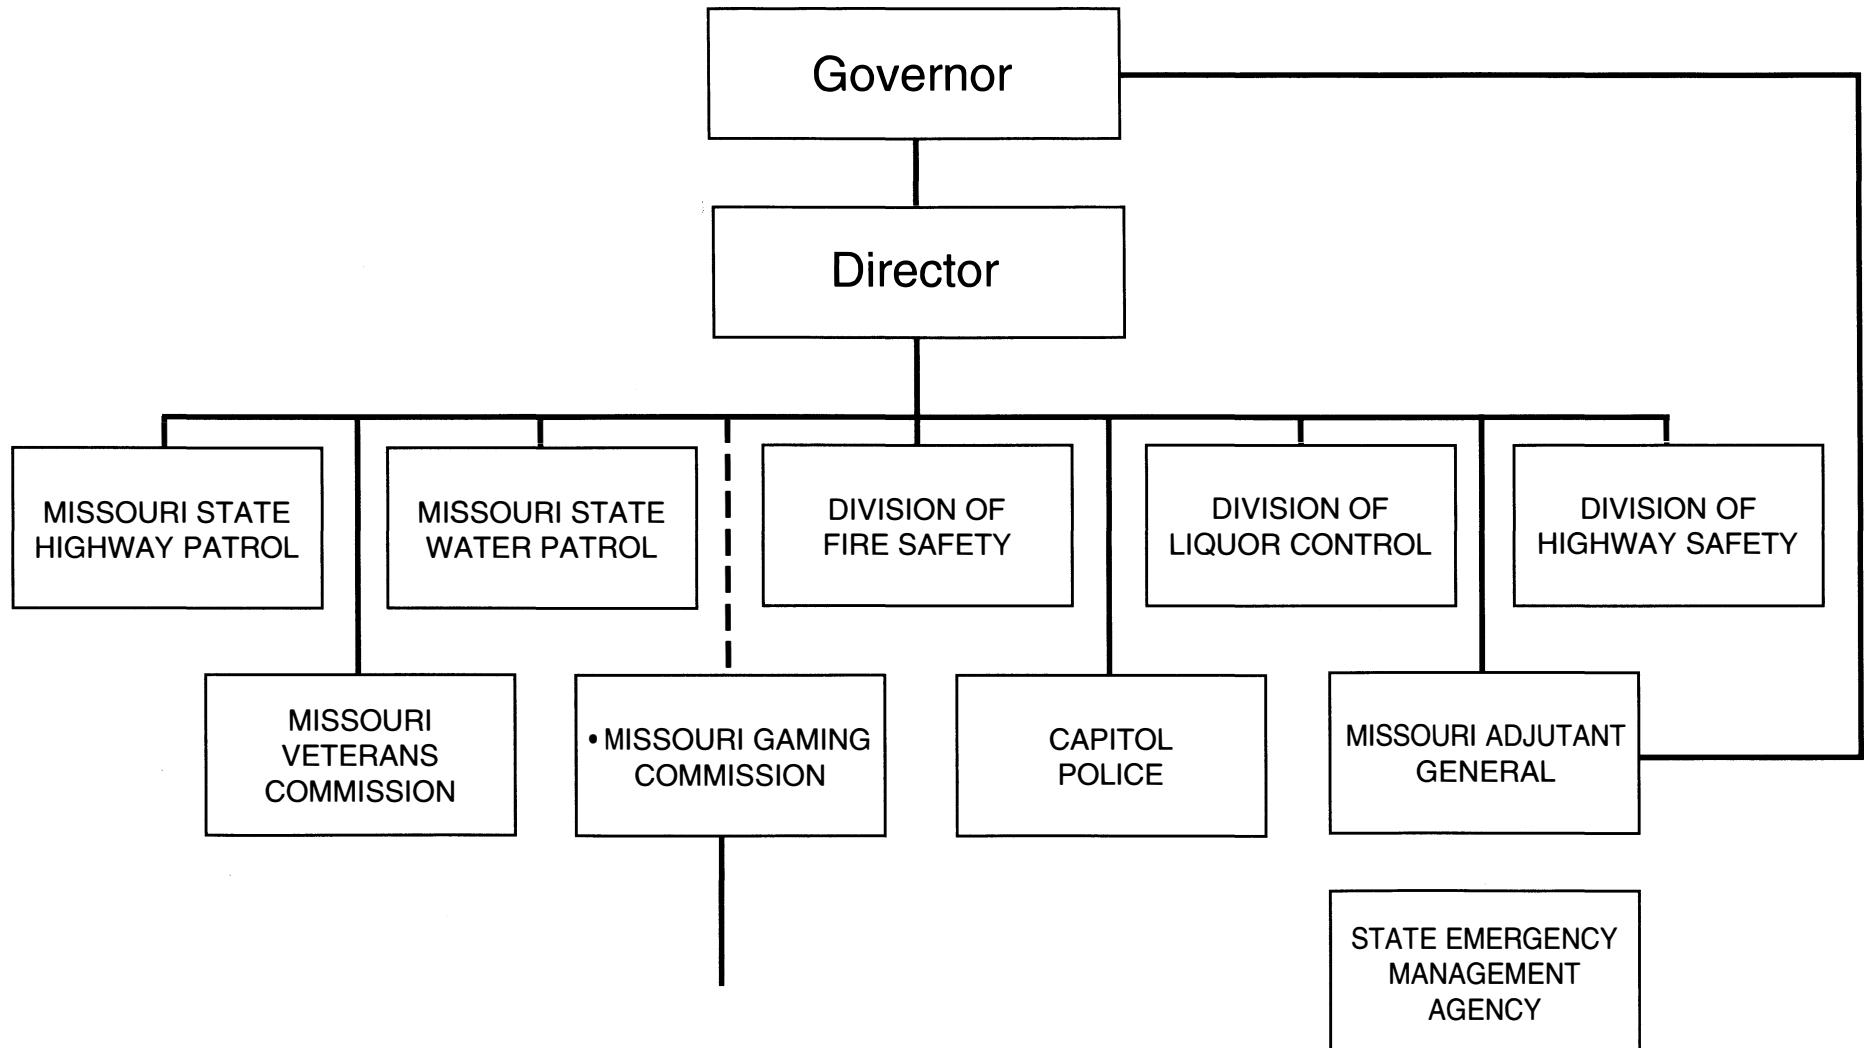 Governor
Director
MISSOURI STATE
HIGHWAY PATROL
MISSOURI STATE
WATER PATROL
DIVISION OF
FIRE SAFETY
DIVISION OF
LIQUOR CONTROL
DIVISION OF
HIGHWAY SAFETY
MISSOURI
VETERANS
COMMISSION
• MISSOURI GAMING
COMMISSION
CAPITOL
POLICE
MISSOURI ADJUTANT
GENERAL
STATE EMERGENCY
MANAGEMENT
AGENCY